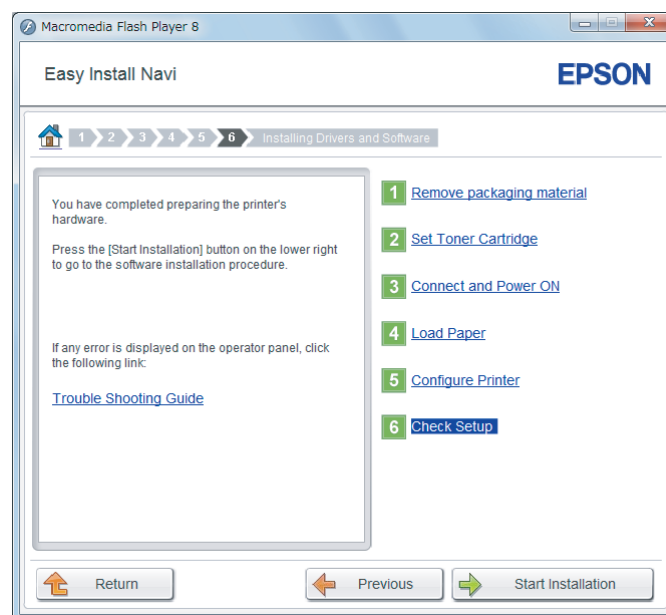 Macromedia Flash Player 8
Easy Install Navi
EPSON
1 2 3 4 5 6 Installing Drivers and Software
You have completed preparing the printer's
hardware.
Press the [Start Installation] button on the lower right
to go to the software installation procedure.
If any error is displayed on the operator panel, click
the following link:
Trouble Shooting Guide
1 Remove packaging material
2 Set Toner Cartridge
3 Connect and Power ON
4 Load Paper
5 Configure Printer
6 Check Setup
Return
Previous
Start Installation